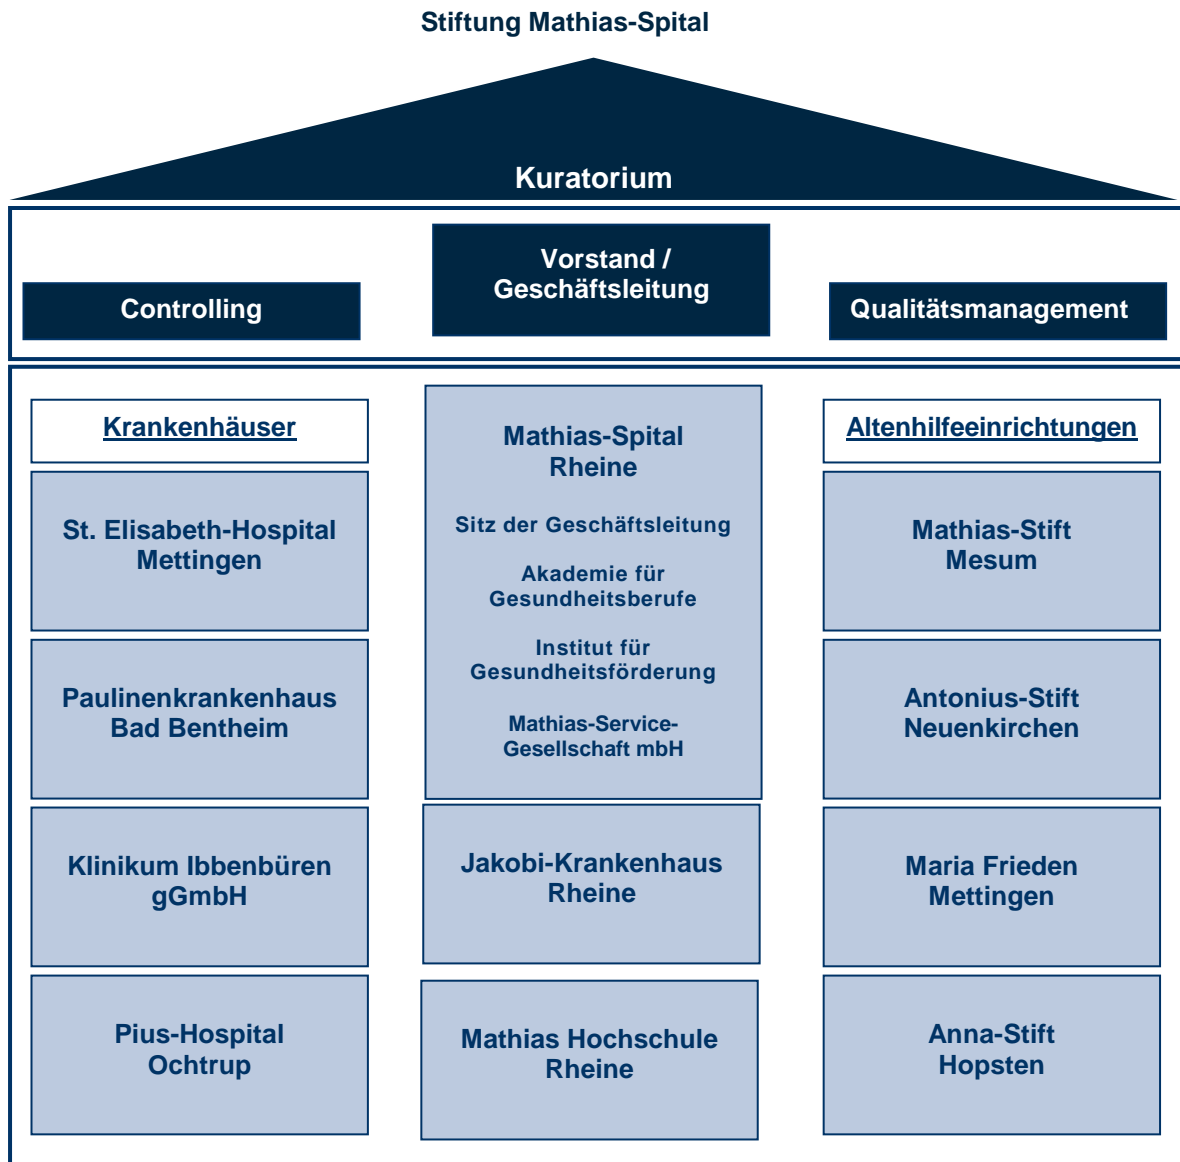 Stiftung Mathias-Spital
Kuratorium
Controlling
Vorstand /
Geschäftsleitung
Qualitätsmanagement
Krankenhäuser
St. Elisabeth-Hospital
Mettingen
Paulinenkrankenhaus
Bad Bentheim
Klinikum Ibbenbüren
gGmbH
Pius-Hospital
Ochtrup
Mathias-Spital
Rheine
Sitz der Geschäftsleitung
Akademie für
Gesundheitsberufe
Institut für
Gesundheitsförderung
Mathias-Service-
Gesellschaft mbH
Jakobi-Krankenhaus
Rheine
Mathias Hochschule
Rheine
Altenhilfeeinrichtungen
Mathias-Stift
Mesum
Antonius-Stift
Neuenkirchen
Maria Frieden
Mettingen
Anna-Stift
Hopsten